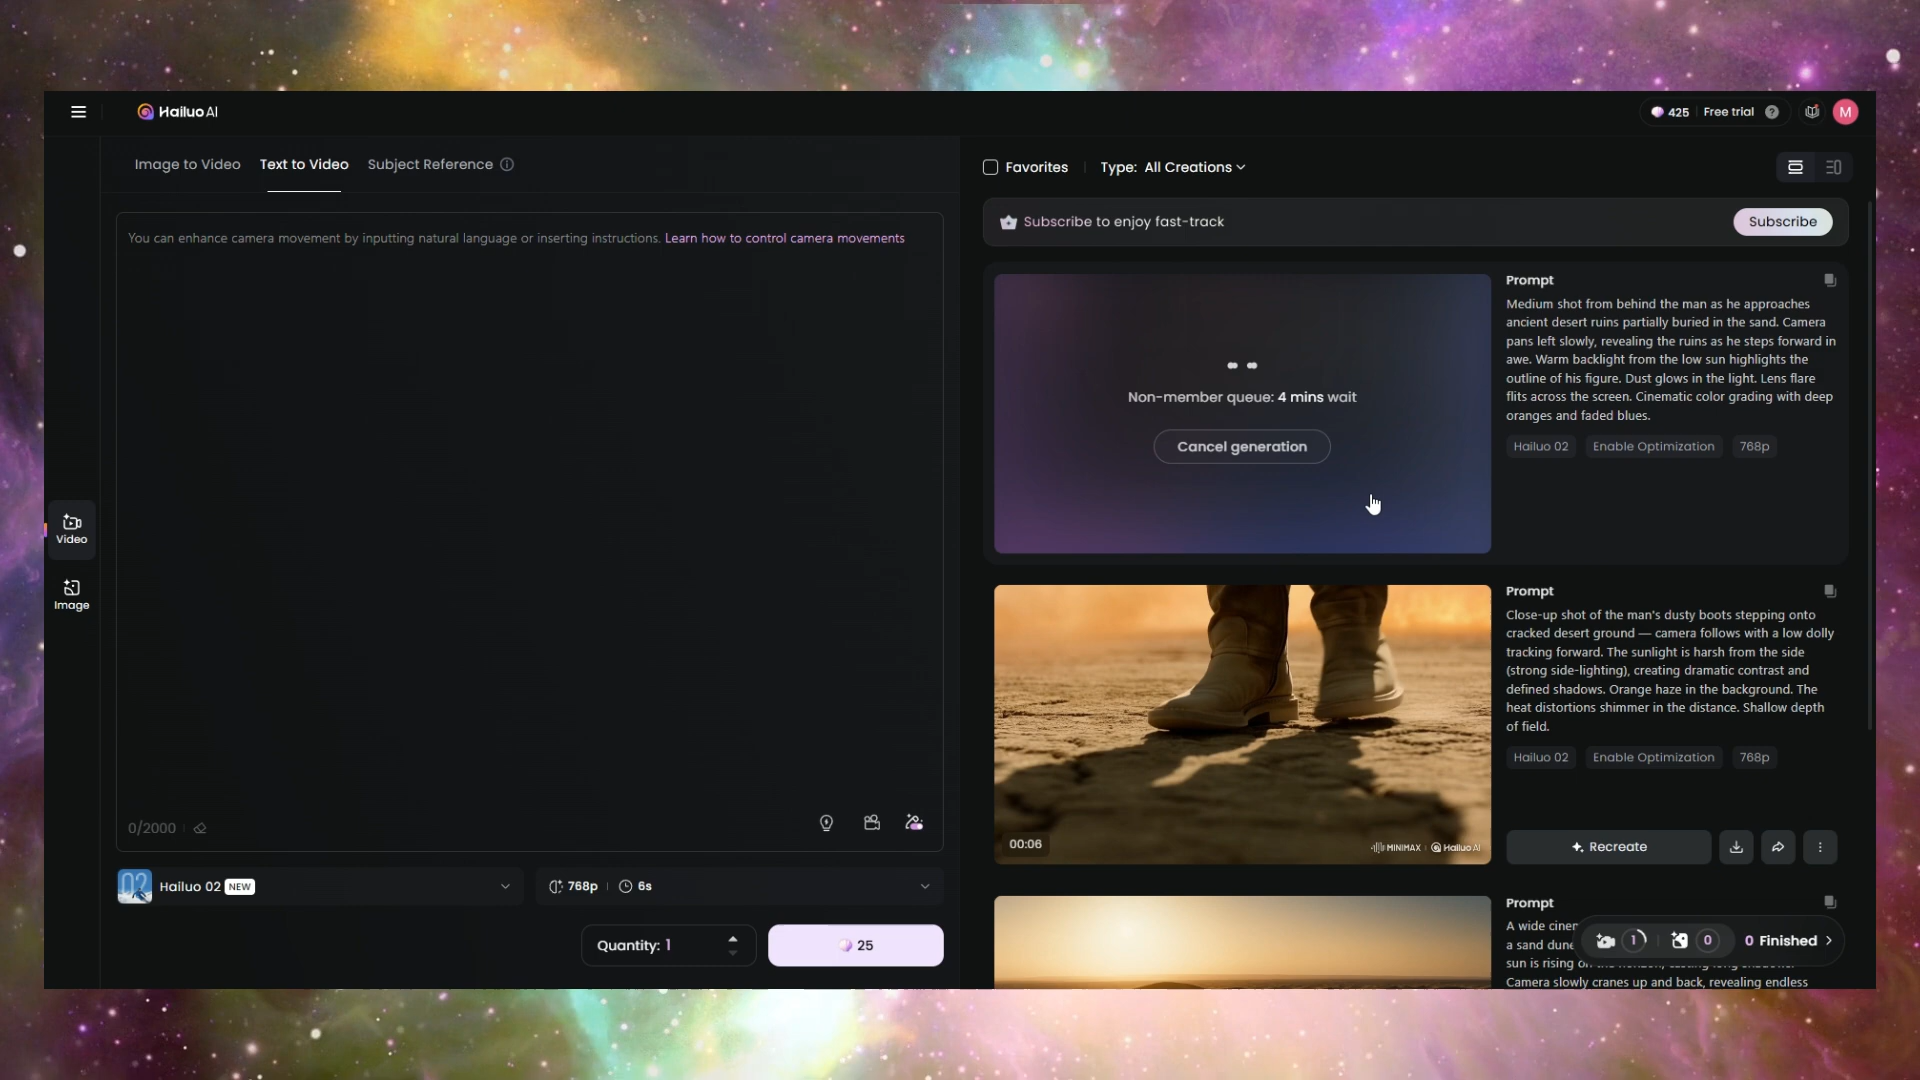 Hailuo AI
425
Free trial
?
M
Image to Video
Text to Video
Subject Reference
Favorites
Type: All Creations
You can enhance camera movement by inputting natural language or inserting instructions. Learn how to control camera movements
Subscribe to enjoy fast-track
Subscribe
Non-member queue: 4 mins wait
Cancel generation
Prompt
Medium shot from behind the man as he approaches
ancient desert ruins partially buried in the sand. Camera
pans left slowly, revealing the ruins as he steps forward in
awe. Warm backlight from the low sun highlights the
outline of his figure. Dust glows in the light. Lens flare
flits across the screen. Cinematic color grading with deep
oranges and faded blues.
Hailuo 02
Enable Optimization
768p
Video
Image
Prompt
Close-up shot of the man's dusty boots stepping onto
cracked desert ground — camera follows with a low dolly
tracking forward. The sunlight is harsh from the side
(strong side-lighting), creating dramatic contrast and
defined shadows. Orange haze in the background. The
heat distortions shimmer in the distance. Shallow depth
of field.
Hailuo 02
Enable Optimization
768p
00:06
MINIMAX
Hailuo AI
Recreate
0/2000
02
Hailuo 02
NEW
768p
6s
Quantity: 1
25
Prompt
A wide cinem
a sand dune
sun is rising on the horizon, casting long shadows.
Camera slowly cranes up and back, revealing endless
1
0
0 Finished